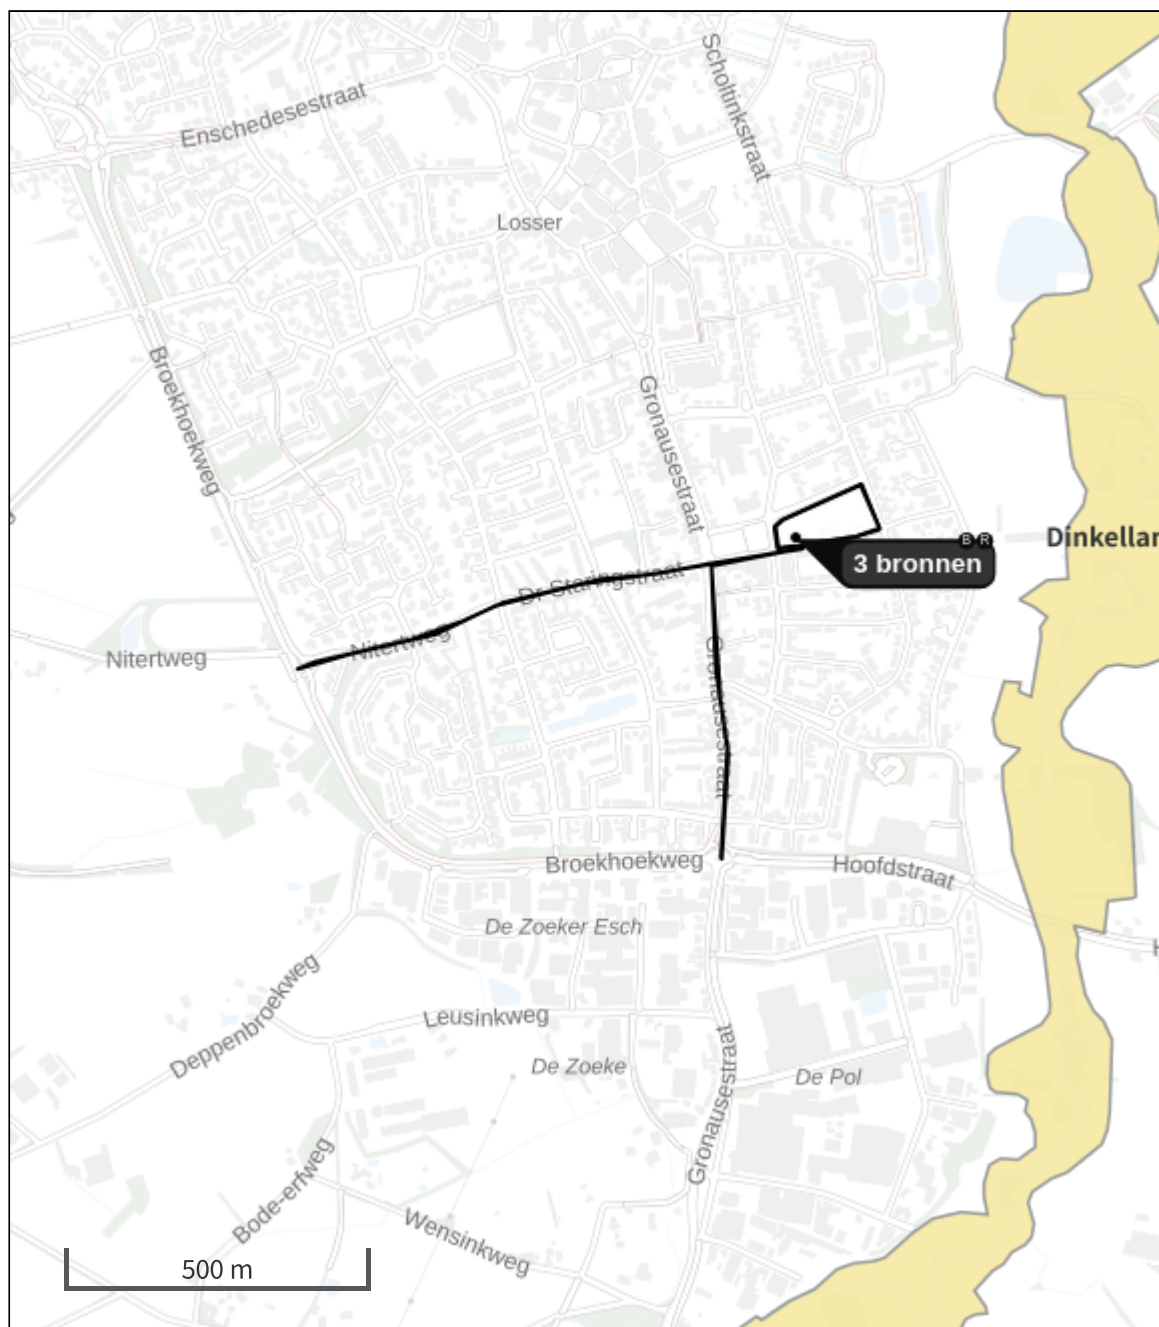 Scholtinkstraat
Enschedesestraat
Losser
Broekhoekweg
Gronausestraat
Dinkellan
B R
3 bronnen
Dr Staringstraat
Nitertweg
Nitertweg
Gronausestraat
Broekhoekweg
Hoofdstraat
De Zoeker Esch
Deppenbroekweg
Leusinkweg
De Zoeke
De Pol
Gronausestraat
Bode-erfweg
Wensinkweg
500 m